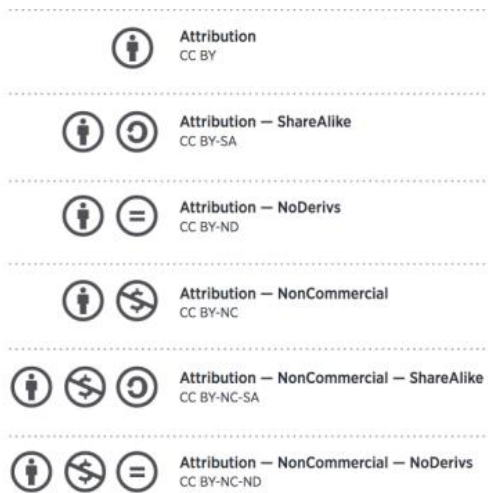 Attribution
CC BY
Attribution — ShareAlike
CC BY-SA
Attribution — NoDerivs
CC BY-ND
Attribution — NonCommercial
CC BY-NC
Attribution — NonCommercial — ShareAlike
CC BY-NC-SA
Attribution — NonCommercial — NoDerivs
CC BY-NC-ND